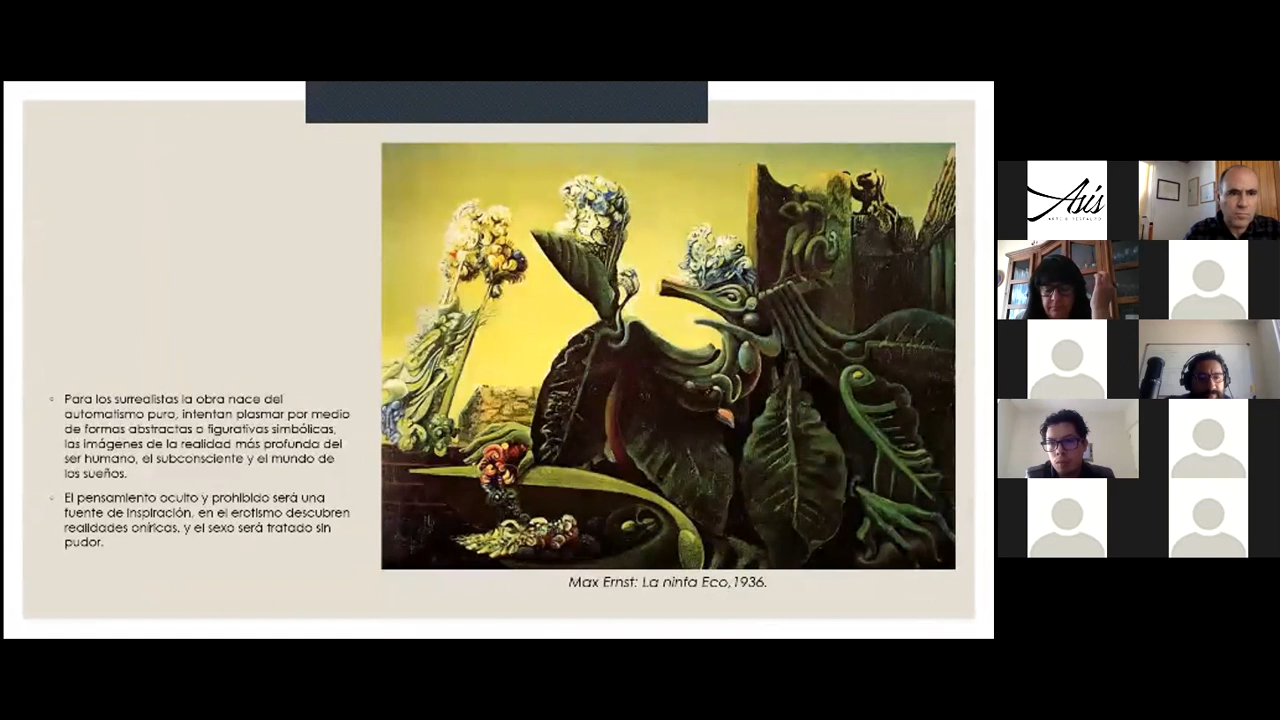 Para los surrealistas la obra nace del
automatismo puro, intentan plasmar por medio
de formas abstractas o figurativas simbólicas,
las imágenes de la realidad más profunda del
ser humano, el subconsciente y el mundo de
los sueños.
El pensamiento oculto y prohibido será una
fuente de inspiración, en el erotismo descubren
realidades oníricas, y el sexo será tratado sin
pudor.
Max Ernst: La ninfa Eco,1936.
Asis